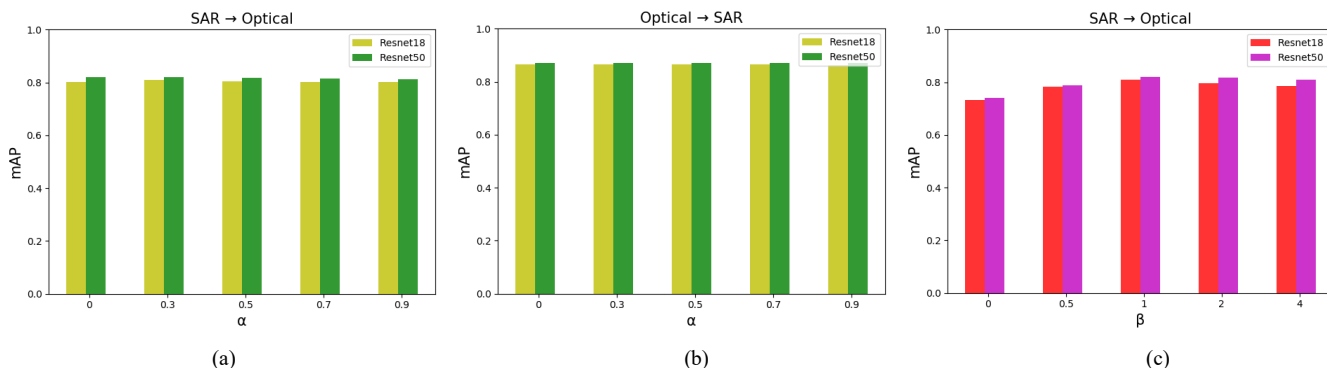 SAR → Optical
Resnet18
Resnet50
mAP
1.0
0.8
0.6
0.4
0.2
0.0
0 0.3 0.5 0.7 0.9
α
(a)
Optical → SAR
Resnet18
Resnet50
mAP
1.0
0.8
0.6
0.4
0.2
0.0
0 0.3 0.5 0.7 0.9
α
(b)
SAR → Optical
Resnet18
Resnet50
mAP
1.0
0.8
0.6
0.4
0.2
0.0
0 0.5 1 2 4
β
(c)